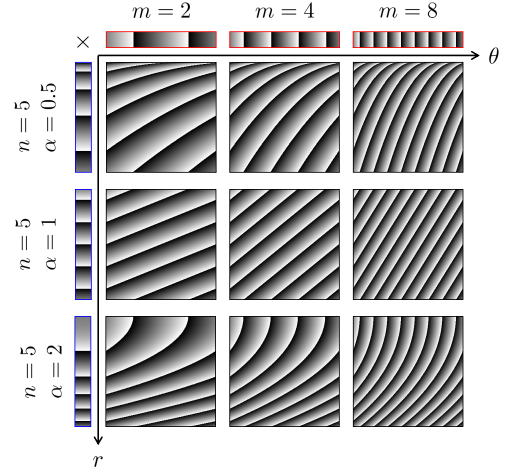 m = 2 m = 4 m = 8
× θ
n = 5
α = 0.5
n = 5
α = 1
n = 5
α = 2
r